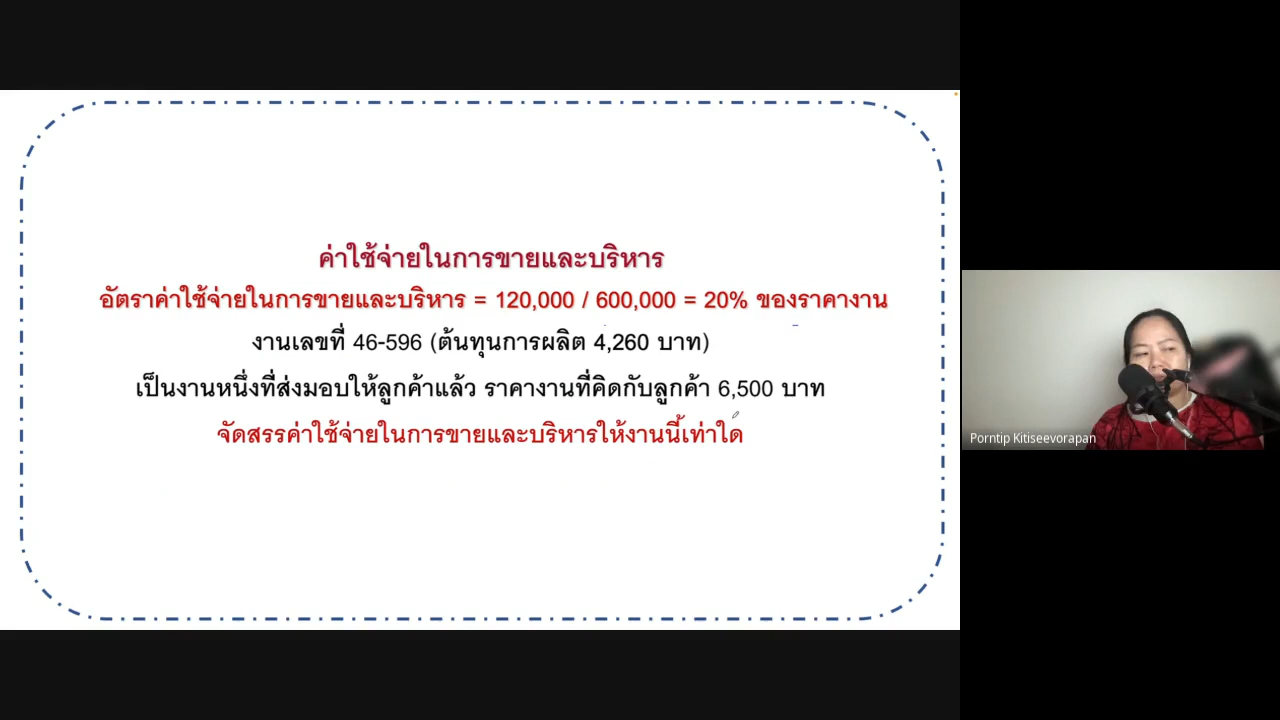 ค่าใช้จ่ายในการขายและบริหาร
อัตราค่าใช้จ่ายในการขายและบริหาร = 120,000 / 600,000 = 20% ของราคางาน
งานเลขที่ 46-596 (ต้นทุนการผลิต 4,260 บาท)
เป็นงานหนึ่งที่ส่งมอบให้ลูกค้าแล้ว ราคางานที่คิดกับลูกค้า 6,500 บาท
จัดสรรค่าใช้จ่ายในการขายและบริหารให้งานนี้เท่าใด
Porntip Kitiseevorapan